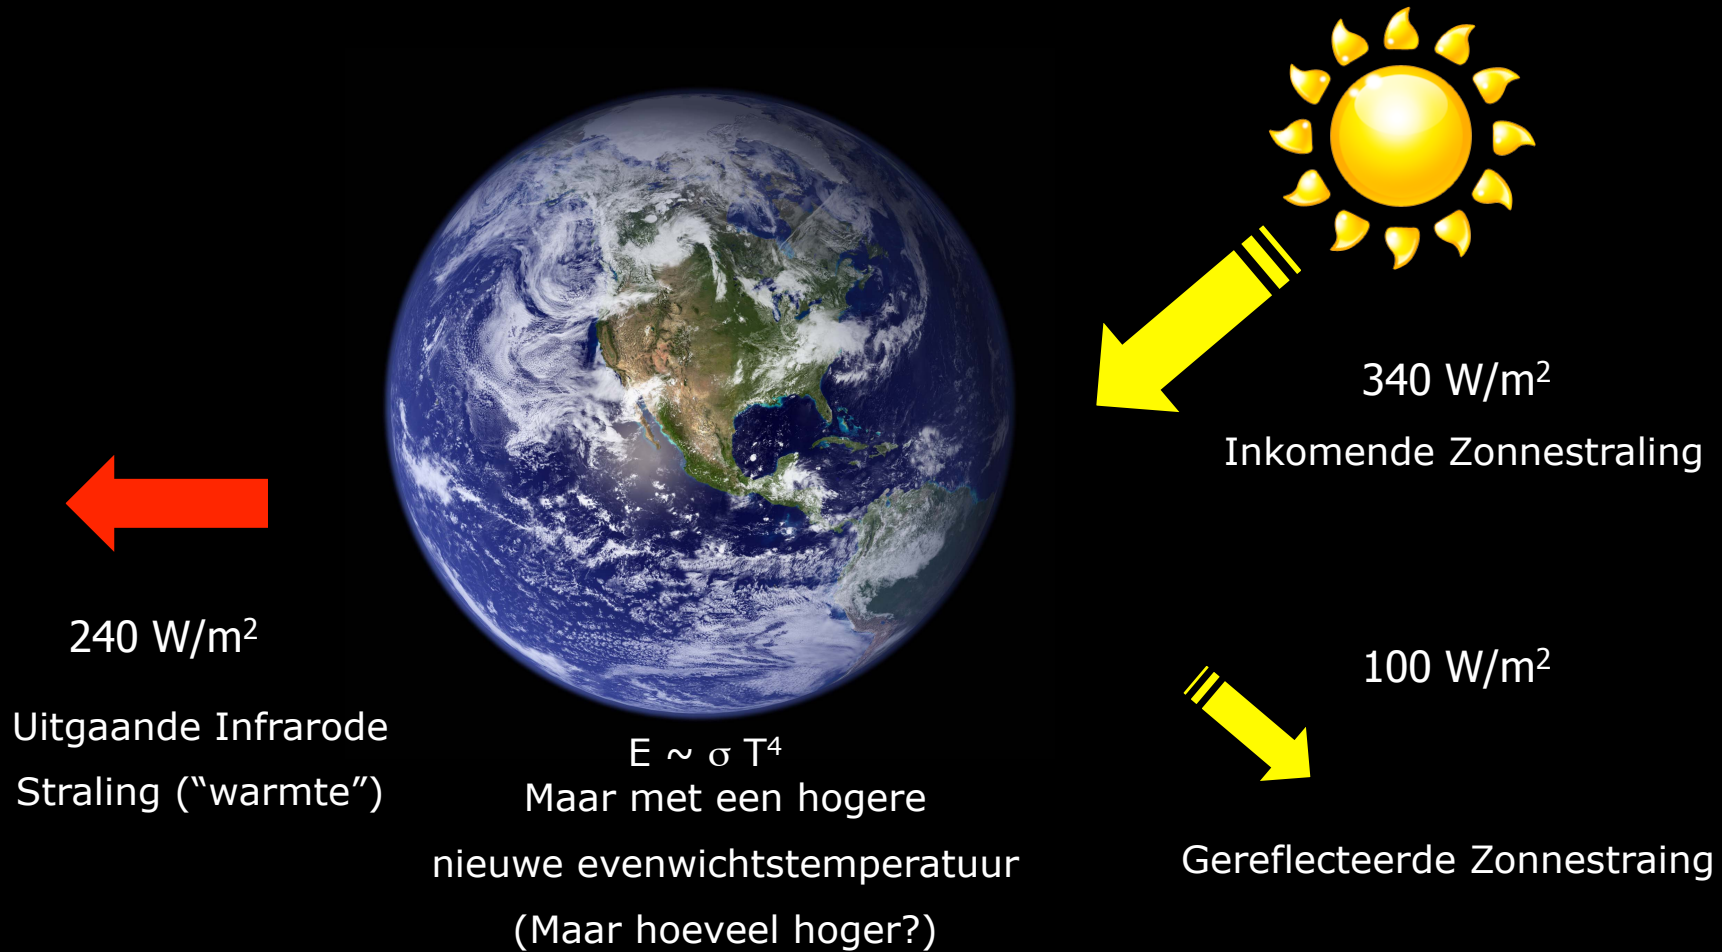 340 W/m²
Inkomende Zonnestraling
240 W/m²
Uitgaande Infrarode
Straling (“warmte”)
E ~ σ T⁴
Maar met een hogere
nieuwe evenwichtstemperatuur
(Maar hoeveel hoger?)
100 W/m²
Gereflecteerde Zonnestraing